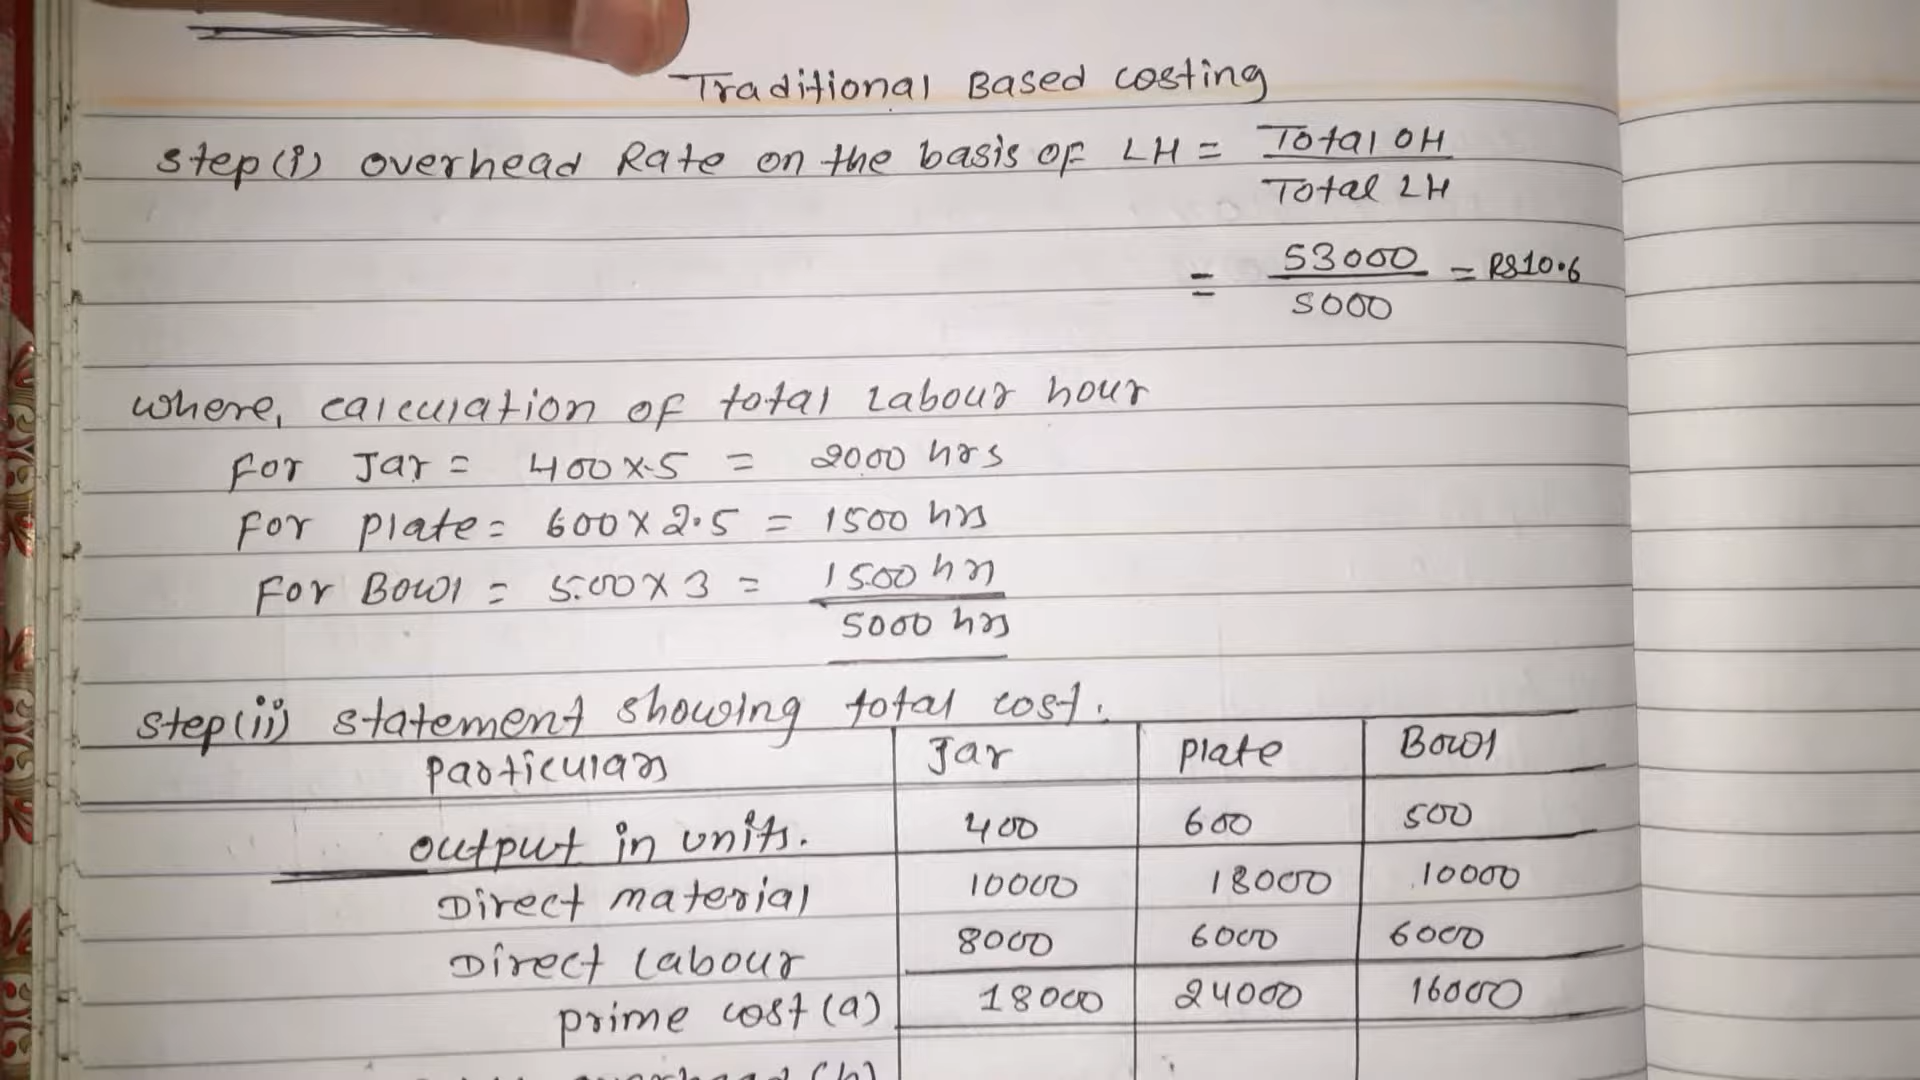 Traditional Based costing
step(i) overhead Rate on the basis of LH = Total OH / Total LH
= 53000 / 5000 = RS10.6
where, calculation of total Labour hour
For Jar = 400 x 5 = 2000 hrs
For plate = 600 x 2.5 = 1500 hrs
For Bowl = 500 x 3 = 1500 hrs
5000 hrs
step(ii) statement showing total cost.
particulars Jar plate Bowl
output in units. 400 600 500
Direct material 10000 18000 10000
Direct Labour 8000 6000 6000
prime cost (a) 18000 24000 16000
overhead (b)